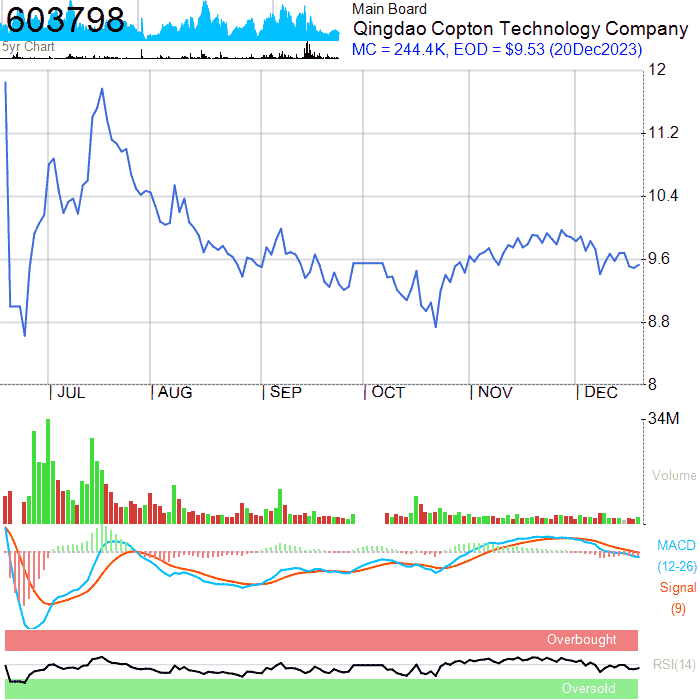 603798
5yr Chart
Main Board
Qingdao Copton Technology Company
MC = 244.4K, EOD = $9.53 (20Dec2023)
12
11.2
10.4
9.6
8.8
8
JUL AUG SEP OCT NOV DEC
34M
Volume
MACD
(12-26)
Signal
(9)
Overbought
RSI(14)
Oversold